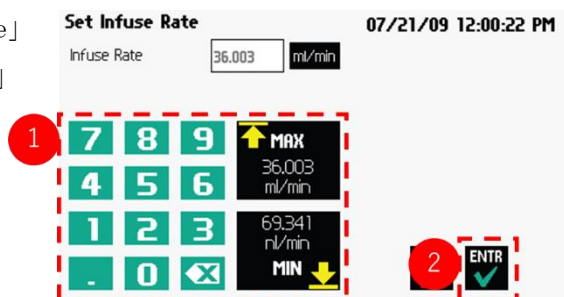 e」
」
Set Infuse Rate 07/21/09 12:00:22 PM
Infuse Rate 36.003 ml/min
1
7 8 9 MAX
36.003
4 5 6 ml/min
1 2 3 69.341
nl/min
. 0 MIN
2 ENTR